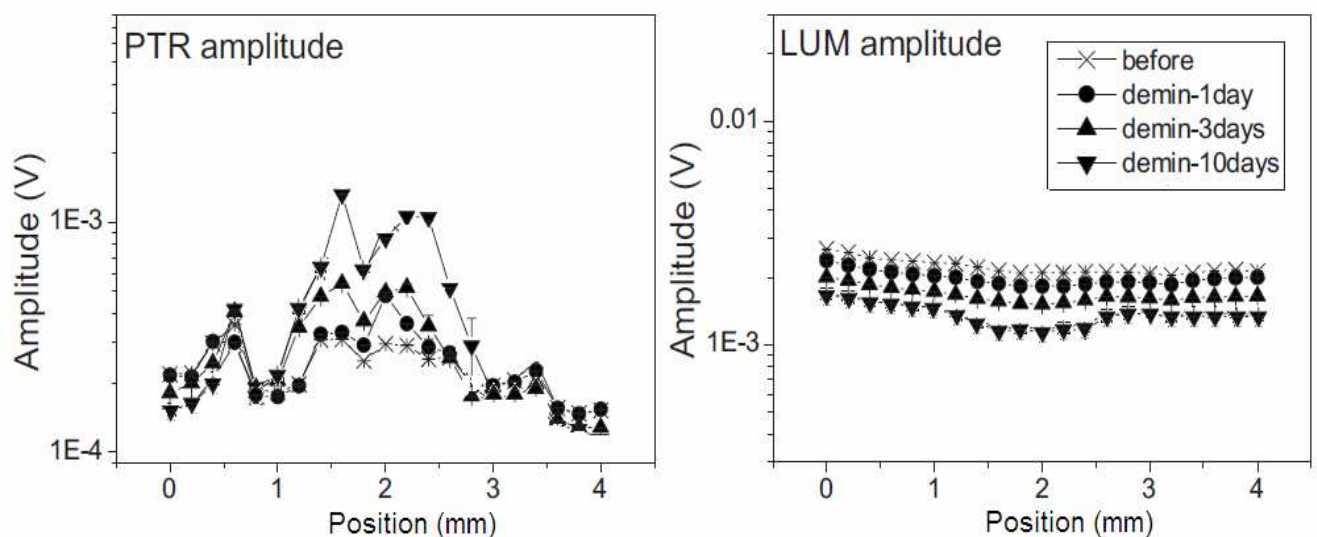 PTR amplitude
Amplitude (V)
1E-3
1E-4
0 1 2 3 4
Position (mm)
LUM amplitude
before
demin-1day
demin-3days
demin-10days
Amplitude (V)
0.01
1E-3
0 1 2 3 4
Position (mm)